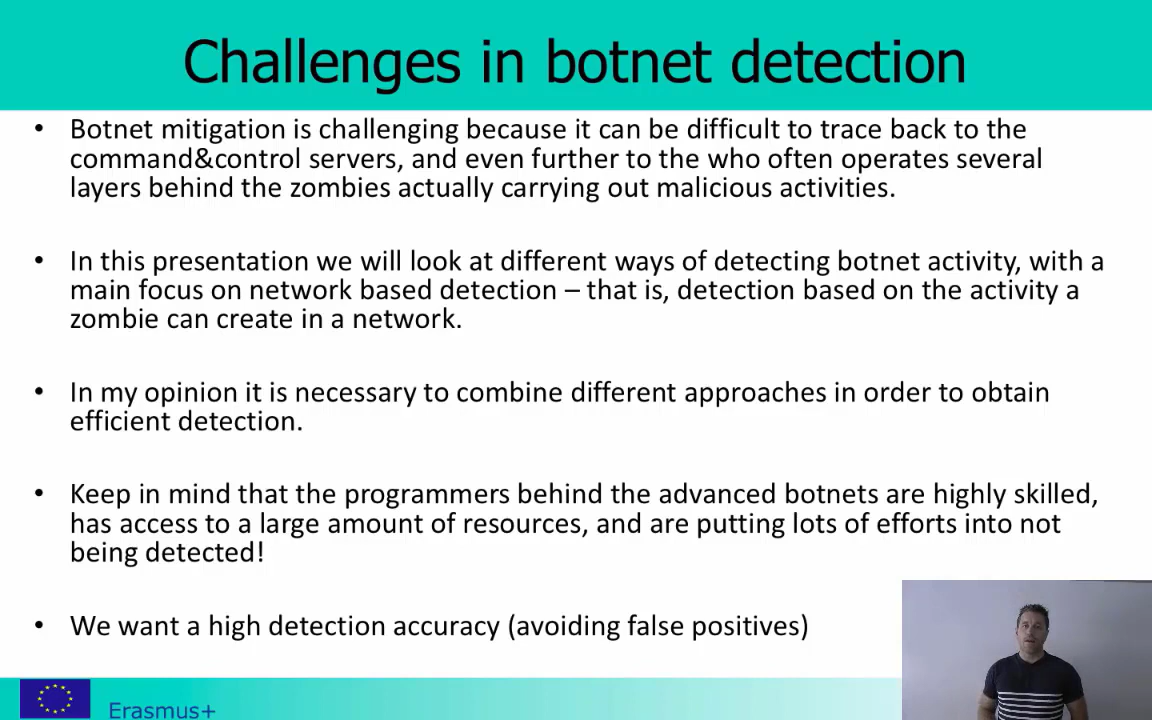 Challenges in botnet detection
• Botnet mitigation is challenging because it can be difficult to trace back to the
command&control servers, and even further to the who often operates several
layers behind the zombies actually carrying out malicious activities.
• In this presentation we will look at different ways of detecting botnet activity, with a
main focus on network based detection – that is, detection based on the activity a
zombie can create in a network.
• In my opinion it is necessary to combine different approaches in order to obtain
efficient detection.
• Keep in mind that the programmers behind the advanced botnets are highly skilled,
has access to a large amount of resources, and are putting lots of efforts into not
being detected!
• We want a high detection accuracy (avoiding false positives)
Erasmus+